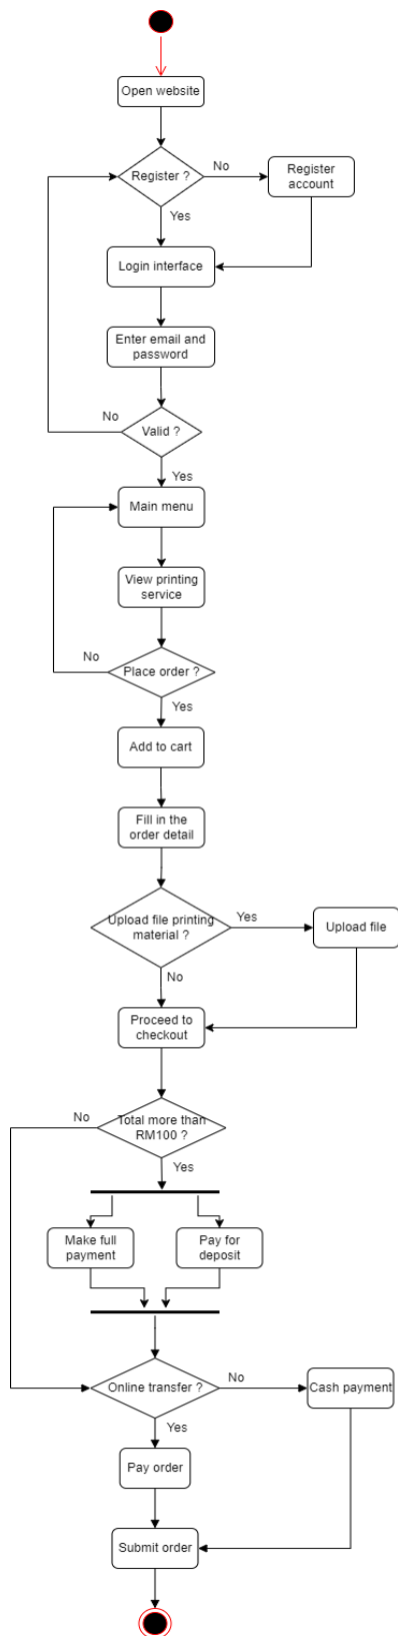 Open website
Register ?
No
Register
account
Yes
Login interface
Enter email and
password
No
Valid ?
Yes
Main menu
View printing
service
No
Place order ?
Yes
Add to cart
Fill in the
order detail
Upload file printing
material ?
Yes
Upload file
No
Proceed to
checkout
No
Total more than
RM100 ?
Yes
Make full
payment
Pay for
deposit
Online transfer ?
No
Cash payment
Yes
Pay order
Submit order